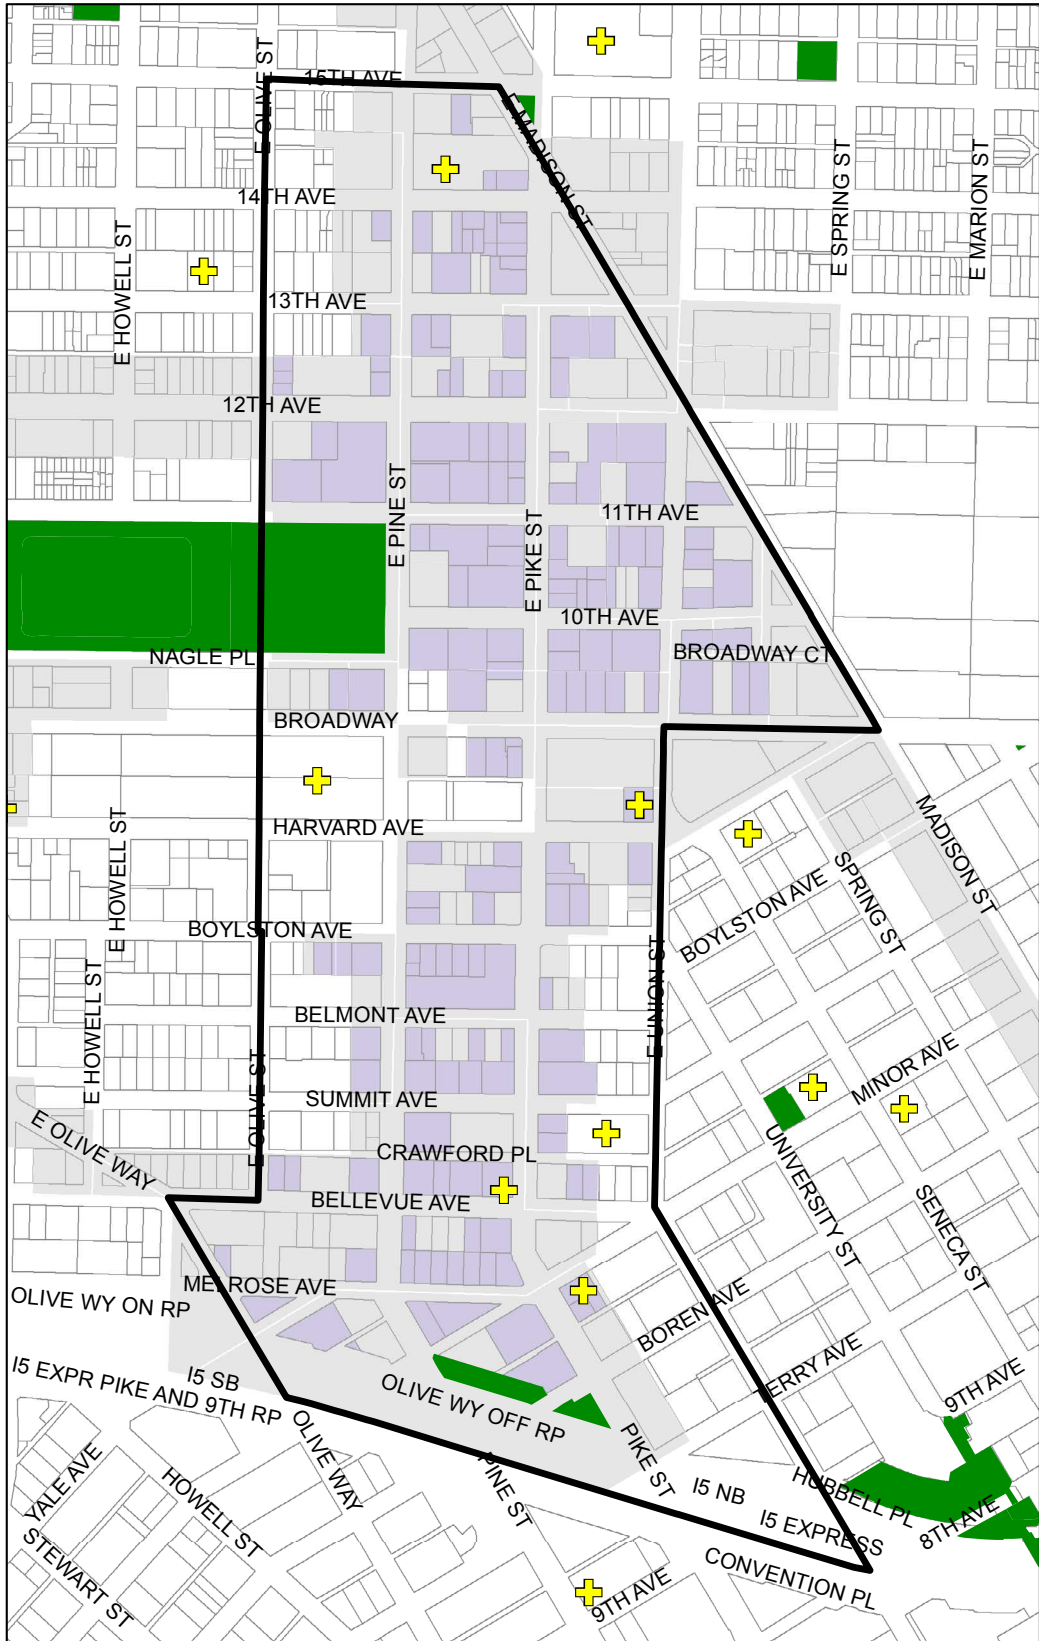 15TH AVE
E OLIVE ST
E MADISON ST
14TH AVE
E SPRING ST
E MARION ST
E HOWELL ST
13TH AVE
12TH AVE
E PINE ST
E PIKE ST
11TH AVE
10TH AVE
NAGLE PL
BROADWAY CT
BROADWAY
HARVARD AVE
E HOWELL ST
MADISON ST
SPRING ST
BOYLSTON AVE
BOYLSTON AVE
E UNION ST
E HOWELL ST
BELMONT AVE
E OLIVE ST
MINOR AVE
SUMMIT AVE
E OLIVE WAY
CRAWFORD PL
BELLEVUE AVE
UNIVERSITY ST
SENECA ST
MELROSE AVE
OLIVE WY ON RP
BOREN AVE
I5 SB
I5 EXPR PIKE AND 9TH RP
OLIVE WY OFF RP
TERRY AVE
9TH AVE
OLIVE WAY
PINE ST
PIKE ST
YALE AVE
HOWELL ST
I5 NB
HUBBELL PL
I5 EXPRESS
8TH AVE
STEWART ST
CONVENTION PL
9TH AVE